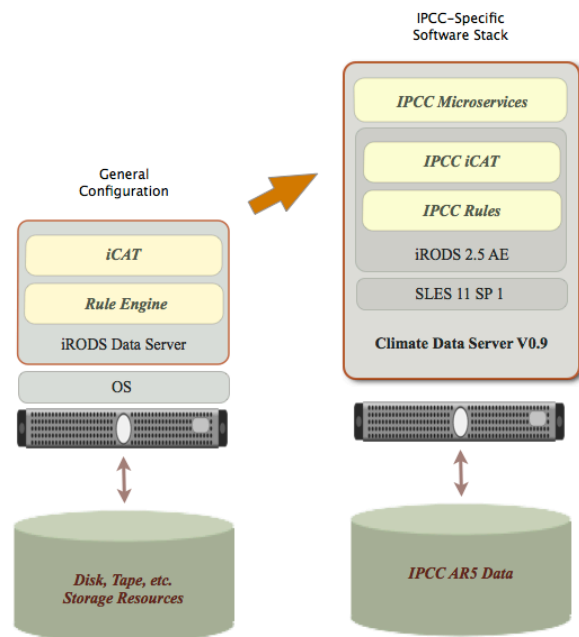 IPCC-Specific
Software Stack
IPCC Microservices
IPCC iCAT
IPCC Rules
iRODS 2.5 AE
SLES 11 SP 1
Climate Data Server V0.9
IPCC AR5 Data
General
Configuration
iCAT
Rule Engine
iRODS Data Server
OS
Disk, Tape, etc.
Storage Resources